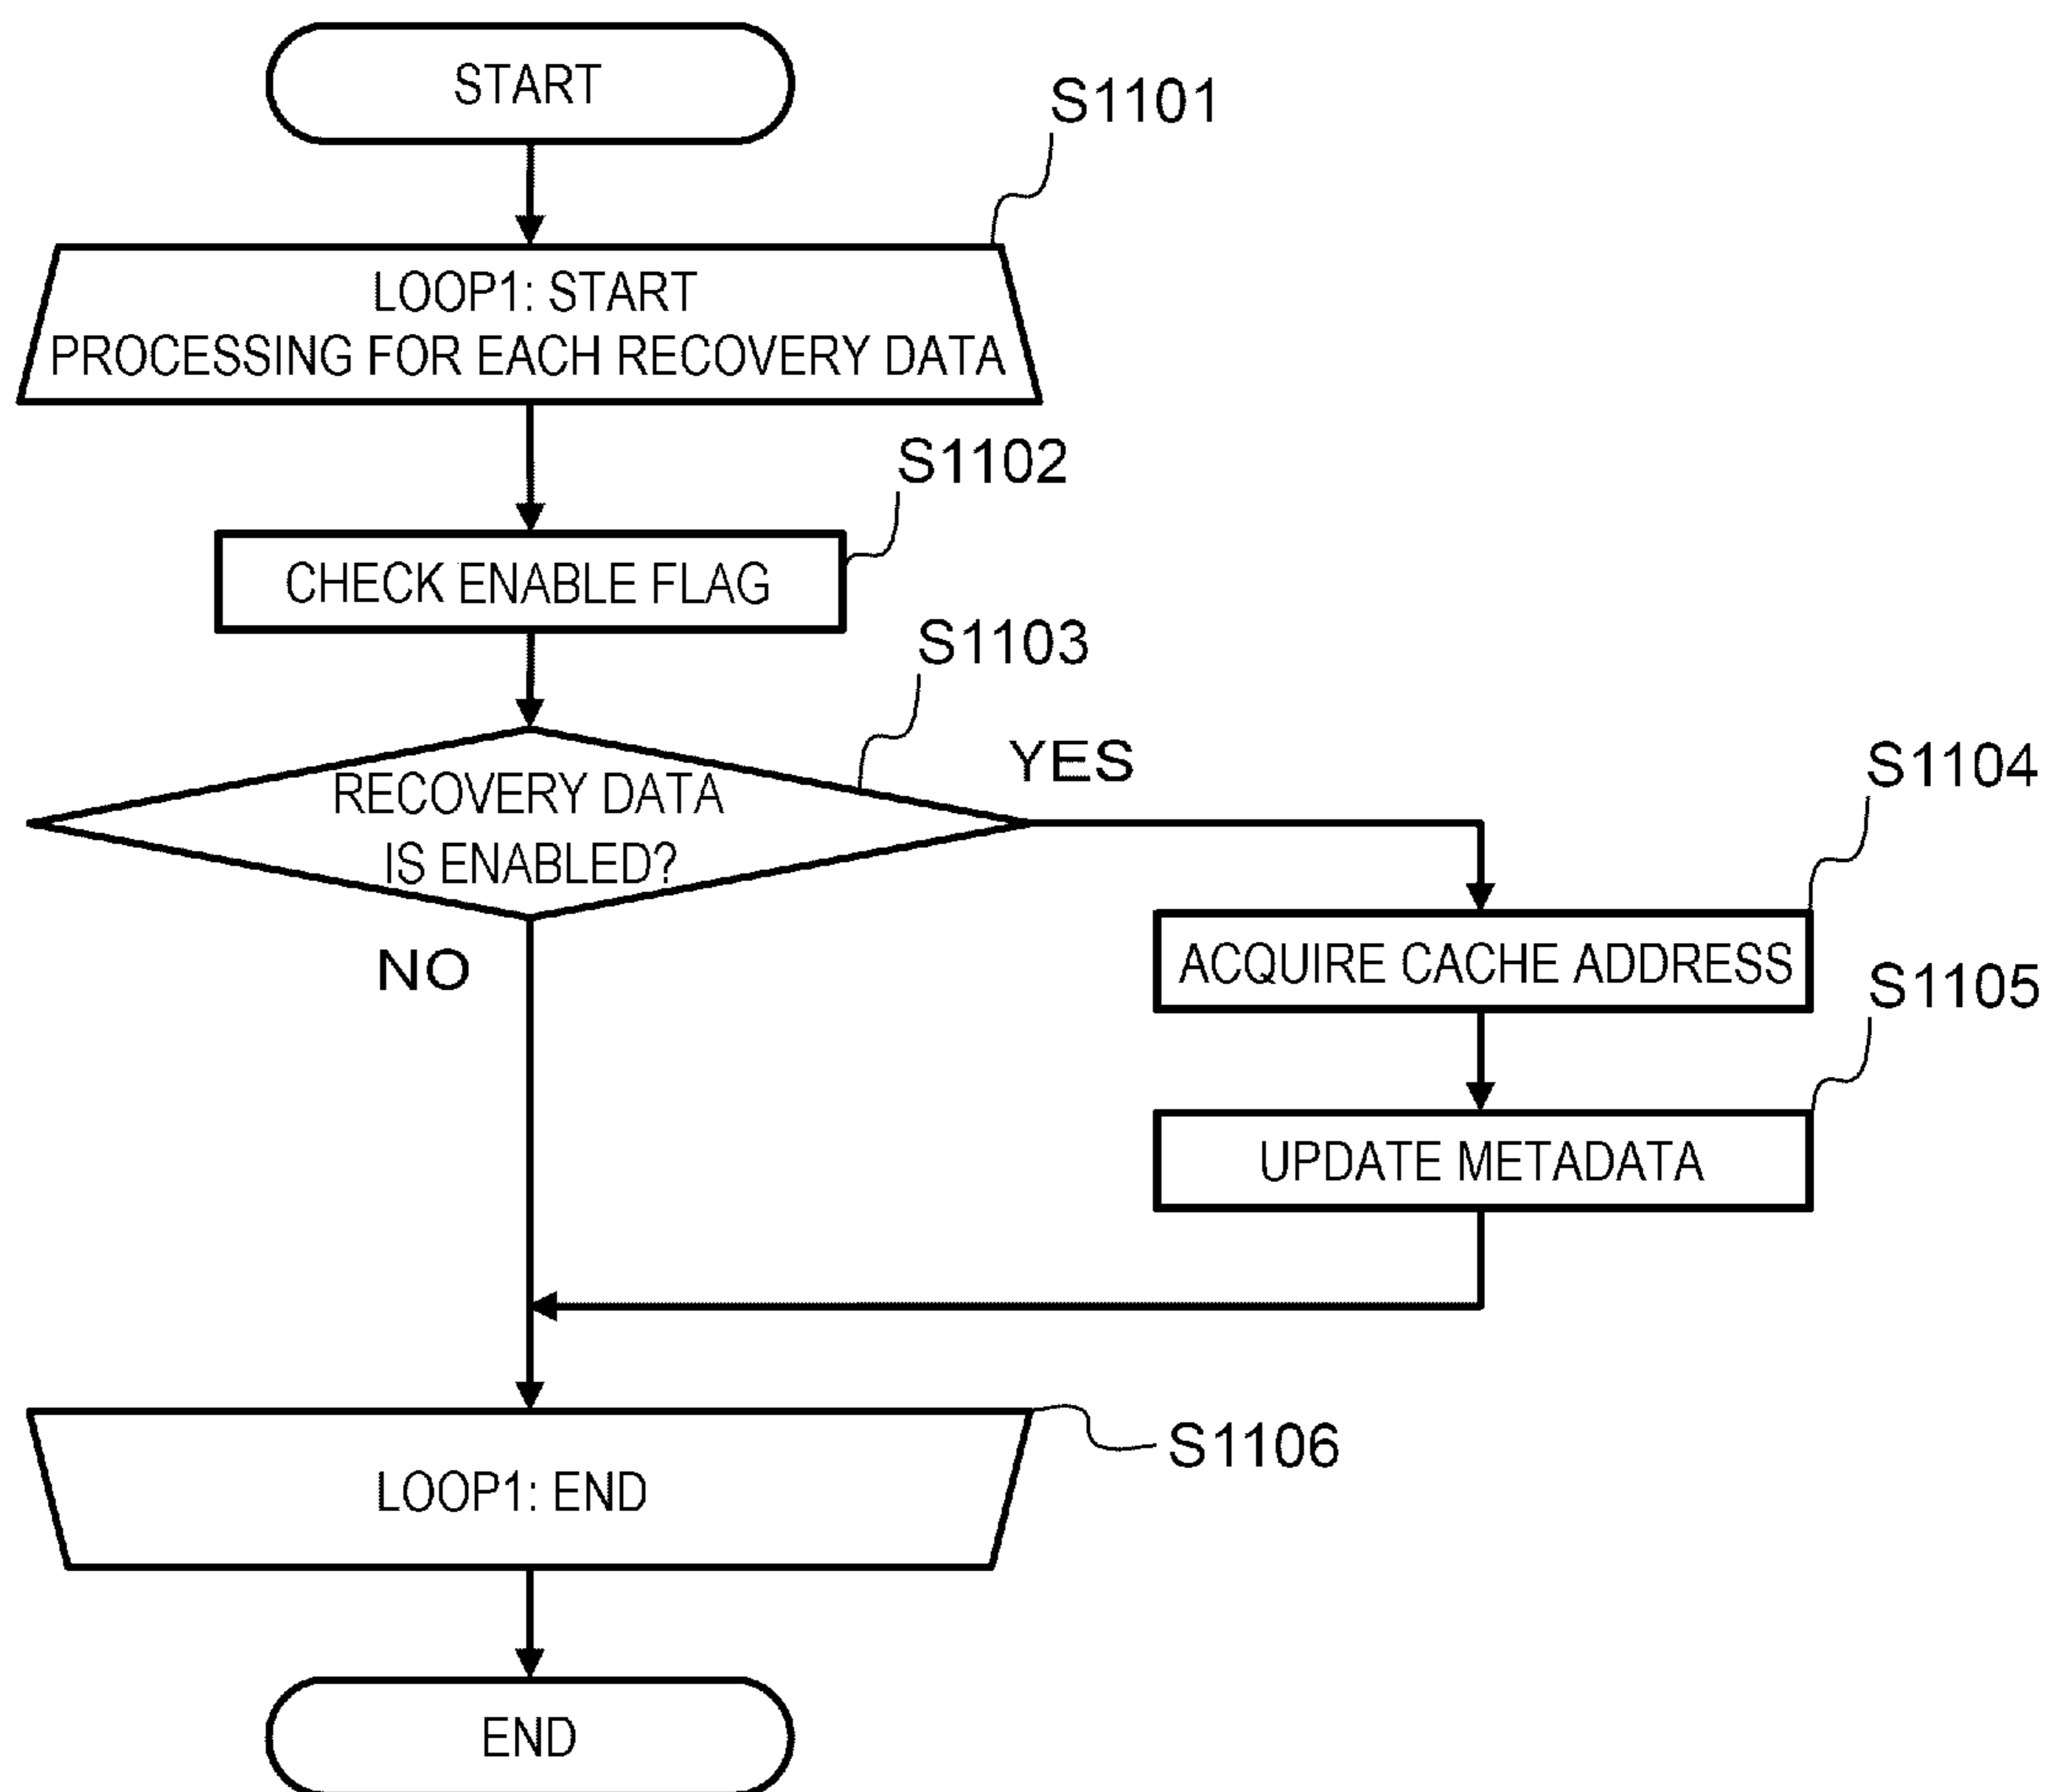 START
S1101
LOOP1: START
PROCESSING FOR EACH RECOVERY DATA
S1102
CHECK ENABLE FLAG
S1103
RECOVERY DATA
IS ENABLED?
YES
NO
S1104
ACQUIRE CACHE ADDRESS
S1105
UPDATE METADATA
S1106
LOOP1: END
END